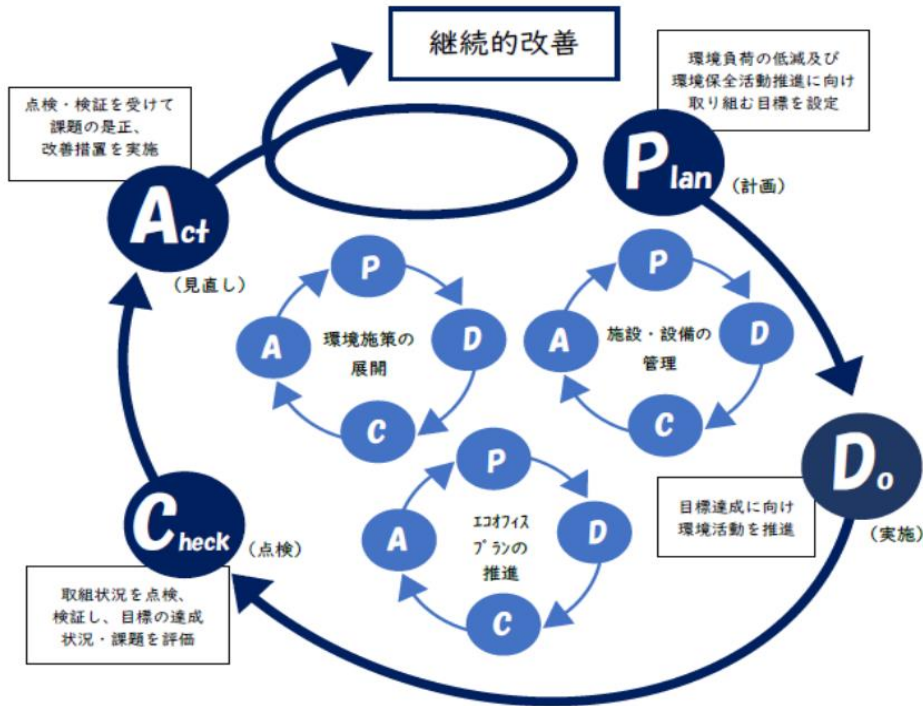 継続的改善
環境負荷の低減及び
環境保全活動推進に向け
取り組む目標を設定
点検・検証を受けて
課題の是正、
改善措置を実施
Plan
(計画)
Act
(見直し)
P
D
C
A
環境施策の
展開
P
D
C
A
施設・設備の
管理
P
D
C
A
エコオフィス
プランの
推進
Do
(実施)
目標達成に向け
環境活動を推進
Check
(点検)
取組状況を点検、
検証し、目標の達成
状況・課題を評価